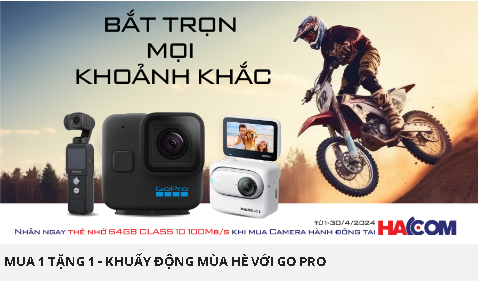 BẮT TRỌN
MỌI
KHOẢNH KHẮC
GoPro
TỪ 1-30/4/2024
NHẬN NGAY THẺ NHỚ 64GB CLASS 10 100MB/S KHI MUA CAMERA HÀNH ĐỘNG TẠI HACOM
MUA 1 TẶNG 1 - KHUẤY ĐỘNG MÙA HÈ VỚI GO PRO